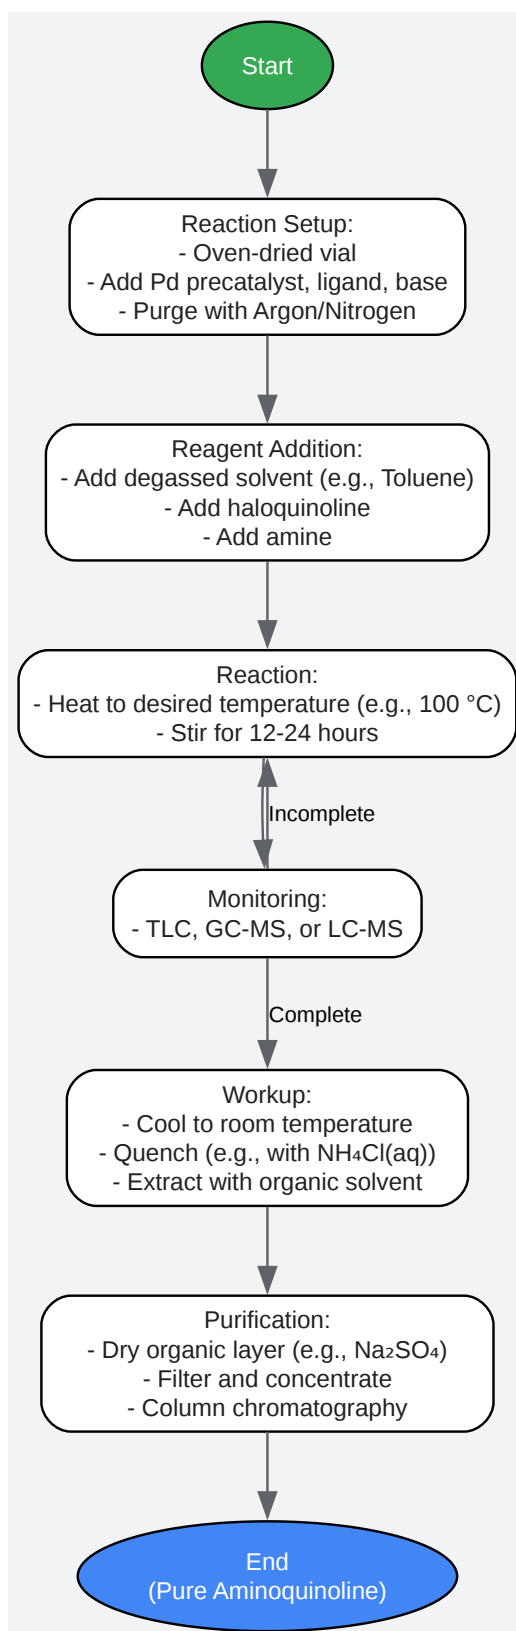 Start
Reaction Setup:
- Oven-dried vial
- Add Pd precatalyst, ligand, base
- Purge with Argon/Nitrogen
Reagent Addition:
- Add degassed solvent (e.g., Toluene)
- Add haloquinoline
- Add amine
Reaction:
- Heat to desired temperature (e.g., 100 °C)
- Stir for 12-24 hours
Incomplete
Monitoring:
- TLC, GC-MS, or LC-MS
Complete
Workup:
- Cool to room temperature
- Quench (e.g., with NH₄Cl(aq))
- Extract with organic solvent
Purification:
- Dry organic layer (e.g., Na₂SO₄)
- Filter and concentrate
- Column chromatography
End
(Pure Aminoquinoline)